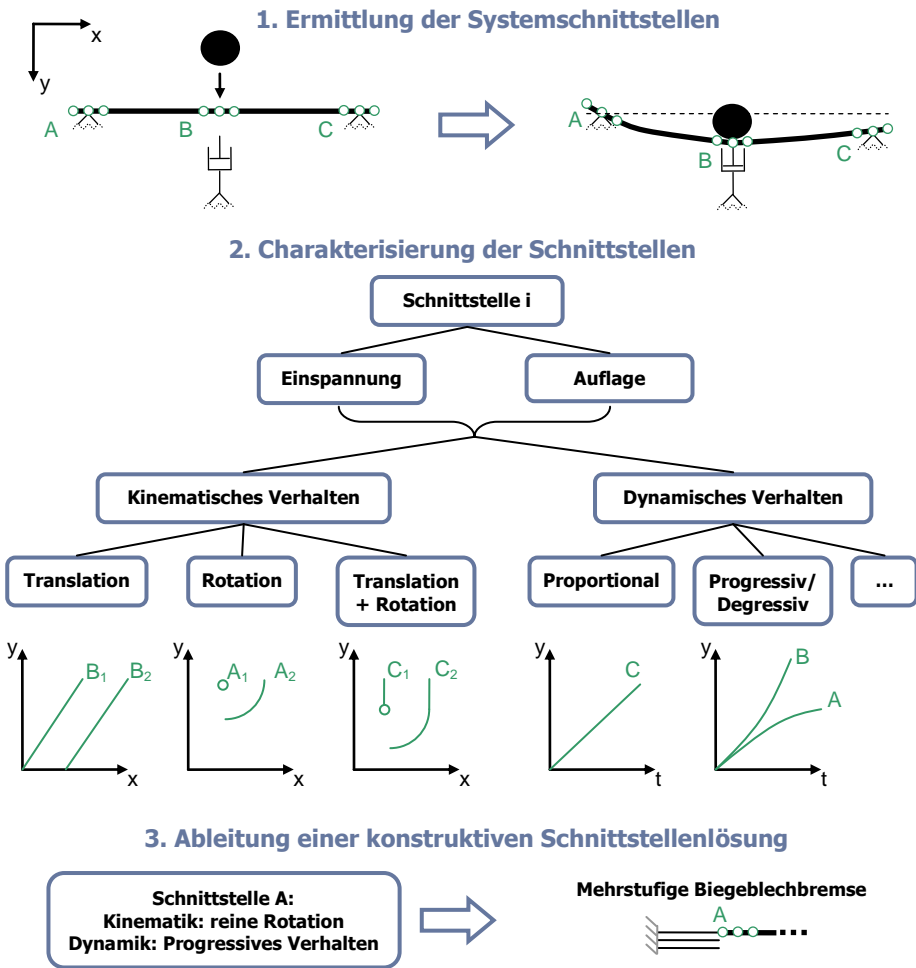 1. Ermittlung der Systemschnittstellen
x
y
A
B
C
A
B
C
2. Charakterisierung der Schnittstellen
Schnittstelle i
Einspannung
Auflage
Kinematisches Verhalten
Dynamisches Verhalten
Translation
Rotation
Translation
+ Rotation
Proportional
Progressiv/
Degressiv
...
y
B1
B2
x
y
A1
A2
x
y
C1
C2
x
y
C
t
y
B
A
t
3. Ableitung einer konstruktiven Schnittstellenlösung
Schnittstelle A:
Kinematik: reine Rotation
Dynamik: Progressives Verhalten
Mehrstufige Biegeblechbremse
A